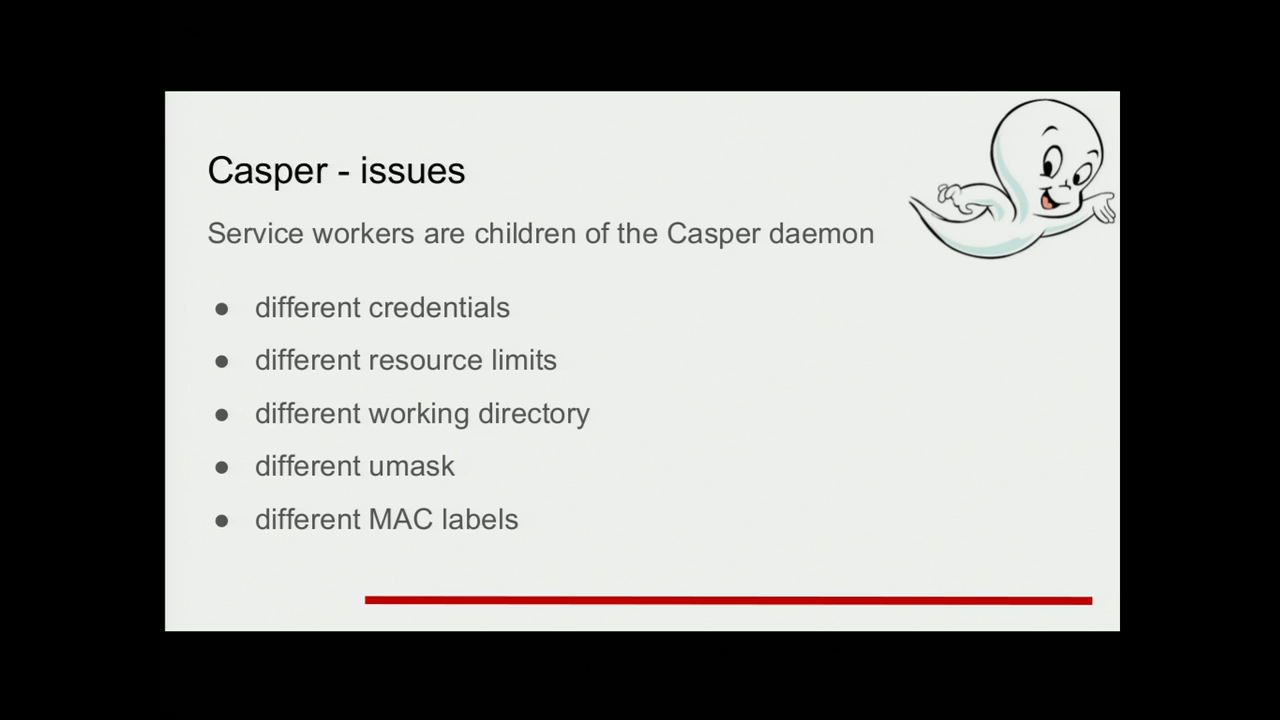 Casper - issues
Service workers are children of the Casper daemon
● different credentials
● different resource limits
● different working directory
● different umask
● different MAC labels